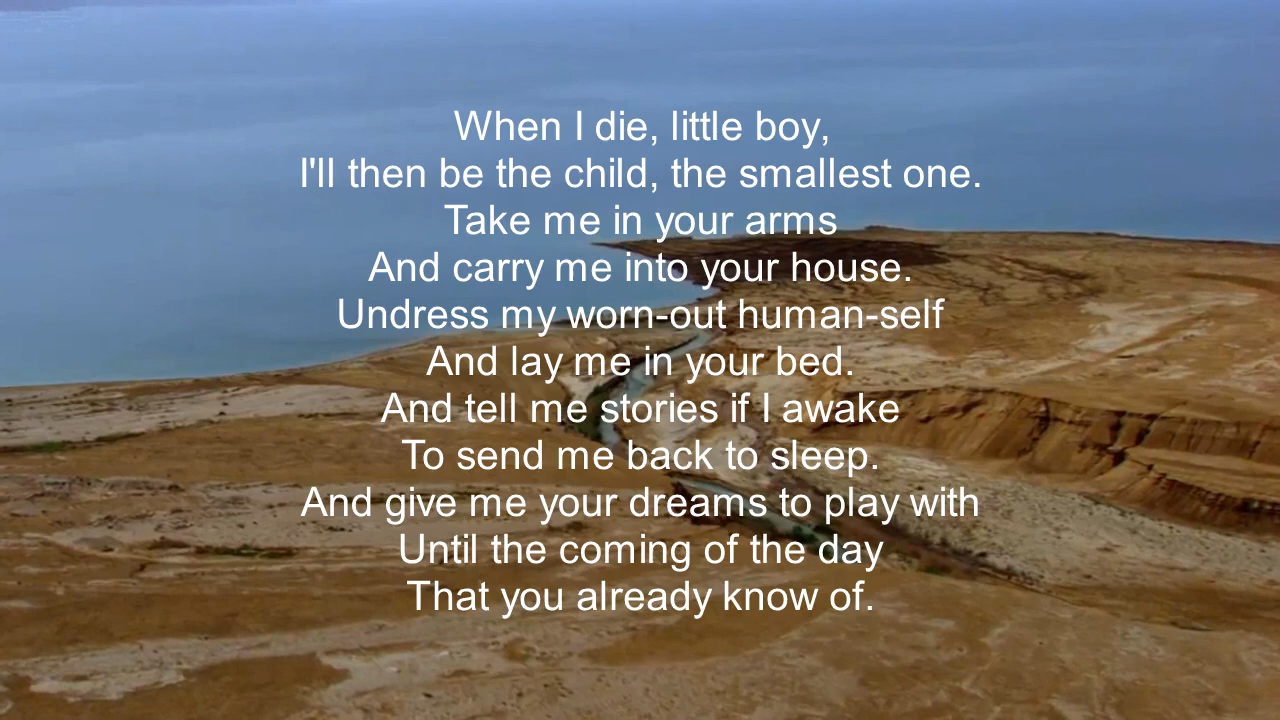 When I die, little boy,
I'll then be the child, the smallest one.
Take me in your arms
And carry me into your house.
Undress my worn-out human-self
And lay me in your bed.
And tell me stories if I awake
To send me back to sleep.
And give me your dreams to play with
Until the coming of the day
That you already know of.